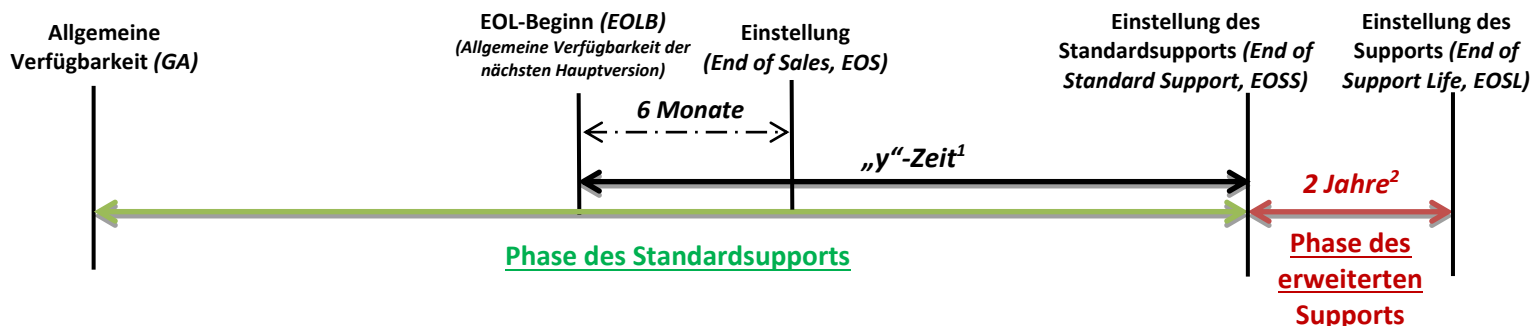 Allgemeine
Verfügbarkeit (GA)
EOL-Beginn (EOLB)
(Allgemeine Verfügbarkeit der
nächsten Hauptversion)
Einstellung
(End of Sales, EOS)
Einstellung des
Standardsupports (End of
Standard Support, EOSS)
Einstellung des
Supports (End of
Support Life, EOSL)
6 Monate
„y“-Zeit¹
2 Jahre²
Phase des Standardsupports
Phase des
erweiterten
Supports